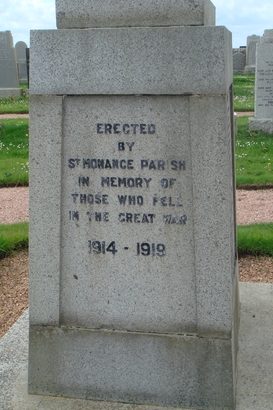 ERECTED
BY
ST MONANCE PARISH
IN MEMORY OF
THOSE WHO FELL
IN THE GREAT WAR
1914 - 1919